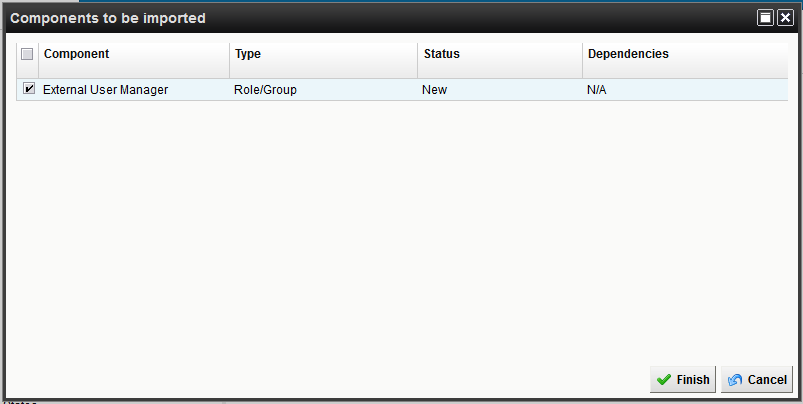 Components to be imported
Component Type Status Dependencies
External User Manager Role/Group New N/A
Finish Cancel